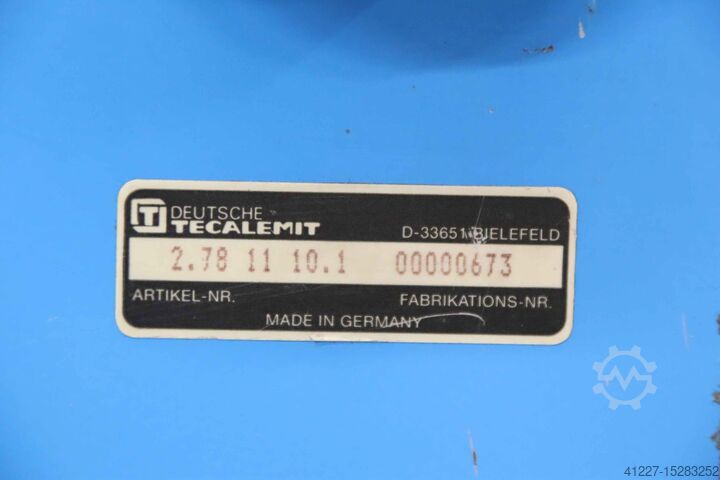 DEUTSCHE
TECALEMIT
D-33651 BIELEFELD
2.78 11 10.1 00000673
ARTIKEL-NR. FABRIKATIONS-NR.
MADE IN GERMANY
41227-15283252